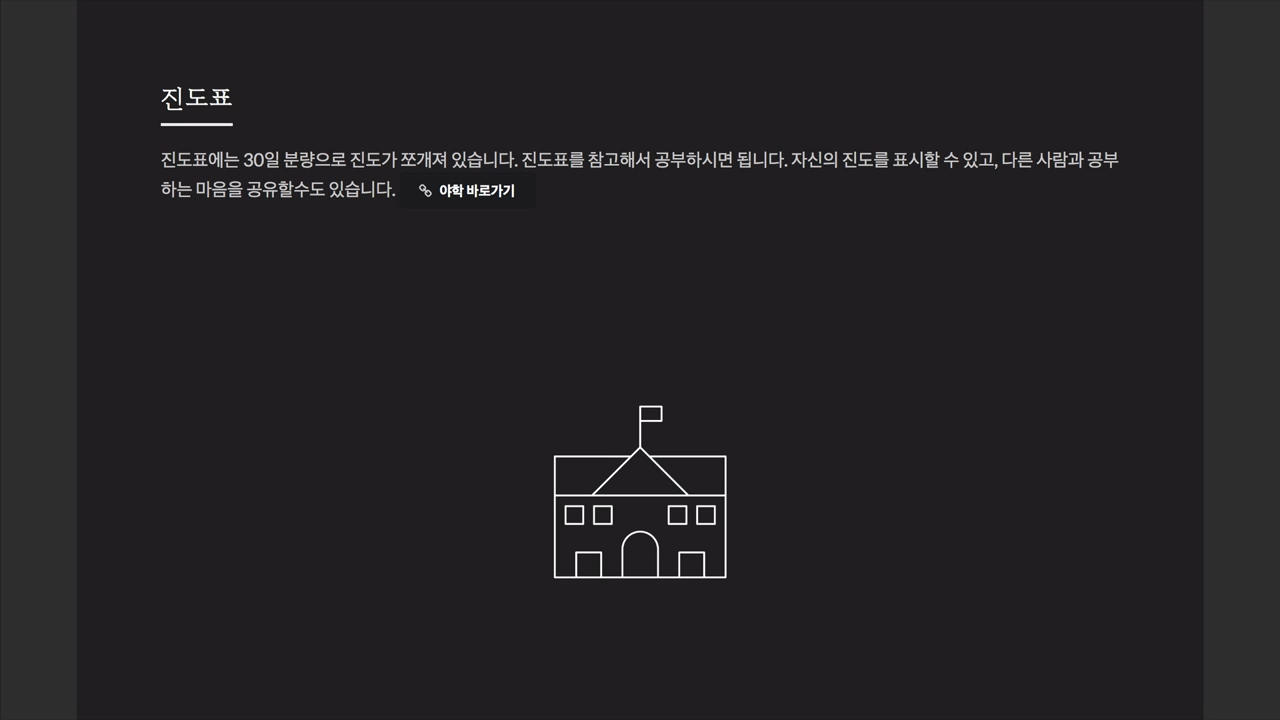 진도표
진도표에는 30일 분량으로 진도가 쪼개져 있습니다. 진도표를 참고해서 공부하시면 됩니다. 자신의 진도를 표시할 수 있고, 다른 사람과 공부
하는 마음을 공유할수도 있습니다. 야학 바로가기